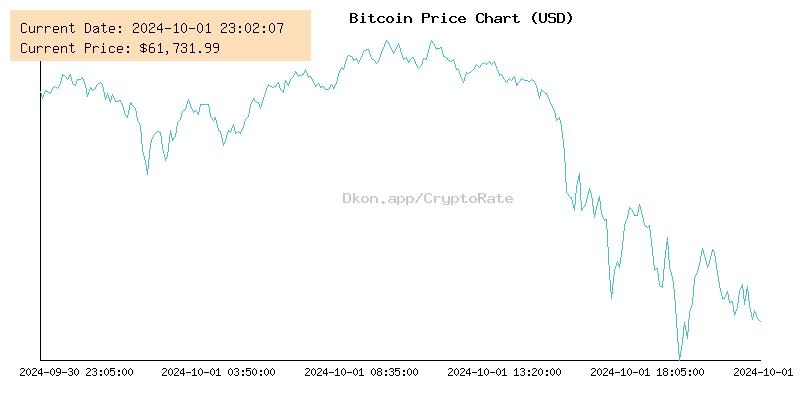 Bitcoin Price Chart (USD)
Current Date: 2024-10-01 23:02:07
Current Price: $61,731.99
Dkon.app/CryptoRate
2024-09-30 23:05:00 2024-10-01 03:50:00 2024-10-01 08:35:00 2024-10-01 13:20:00 2024-10-01 18:05:00 2024-10-01